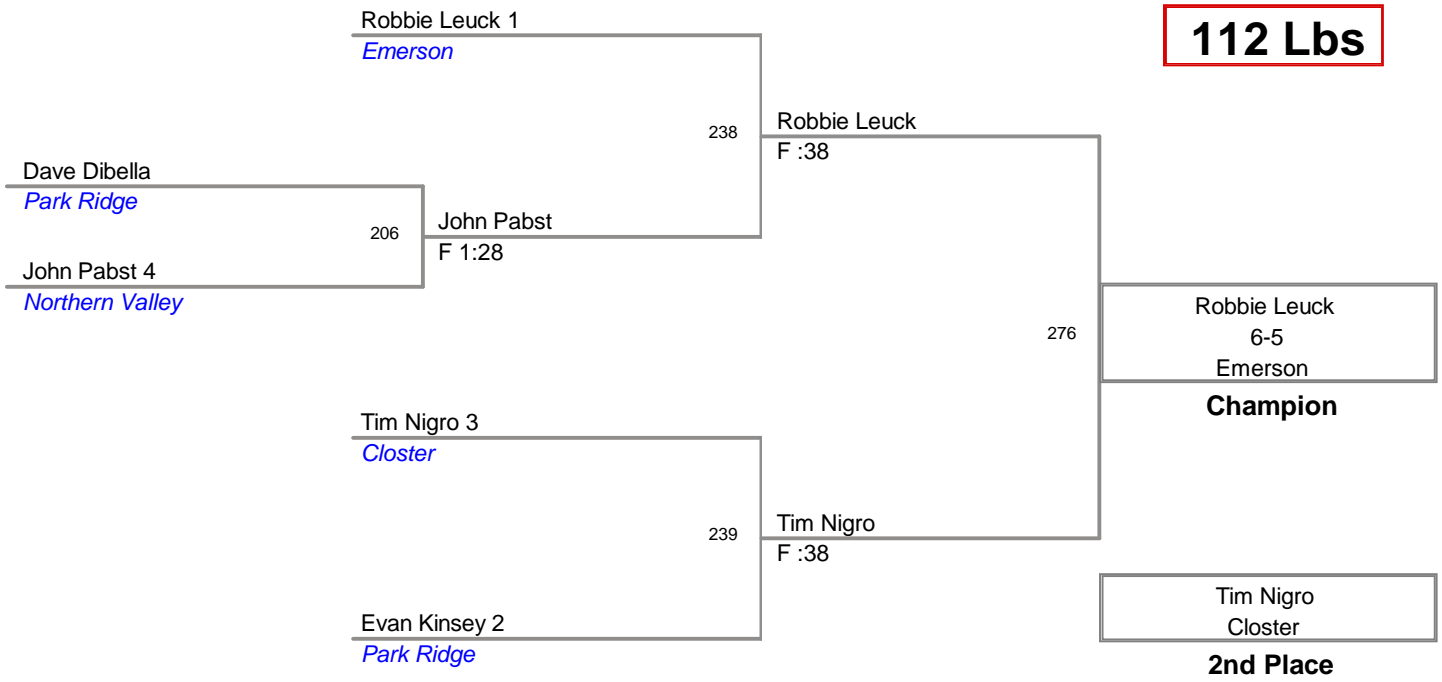 Robbie Leuck 1
Emerson
112 Lbs
238
Robbie Leuck
F :38
Dave Dibella
Park Ridge
206
John Pabst
F 1:28
John Pabst 4
Northern Valley
276
Robbie Leuck
6-5
Emerson
Champion
Tim Nigro 3
Closter
239
Tim Nigro
F :38
Evan Kinsey 2
Park Ridge
Tim Nigro
Closter
2nd Place